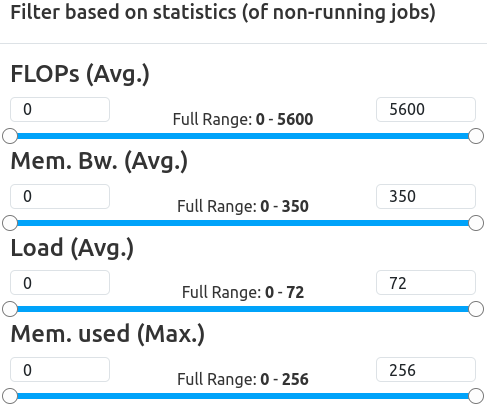 Filter based on statistics (of non-running jobs)
FLOPs (Avg.)
0 Full Range: 0 - 5600 5600
Mem. Bw. (Avg.)
0 Full Range: 0 - 350 350
Load (Avg.)
0 Full Range: 0 - 72 72
Mem. used (Max.)
0 Full Range: 0 - 256 256